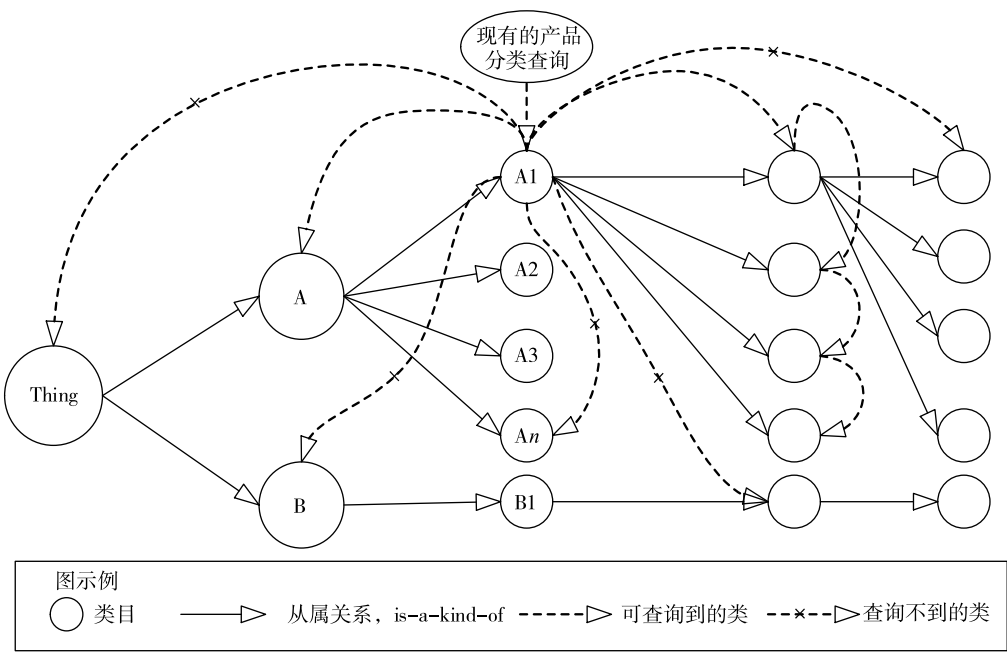 现有的产品
分类查询
A1
A
A2
A3
Thing
An
B
B1
图示例
类目
从属关系，is-a-kind-of
可查询到的类
查询不到的类